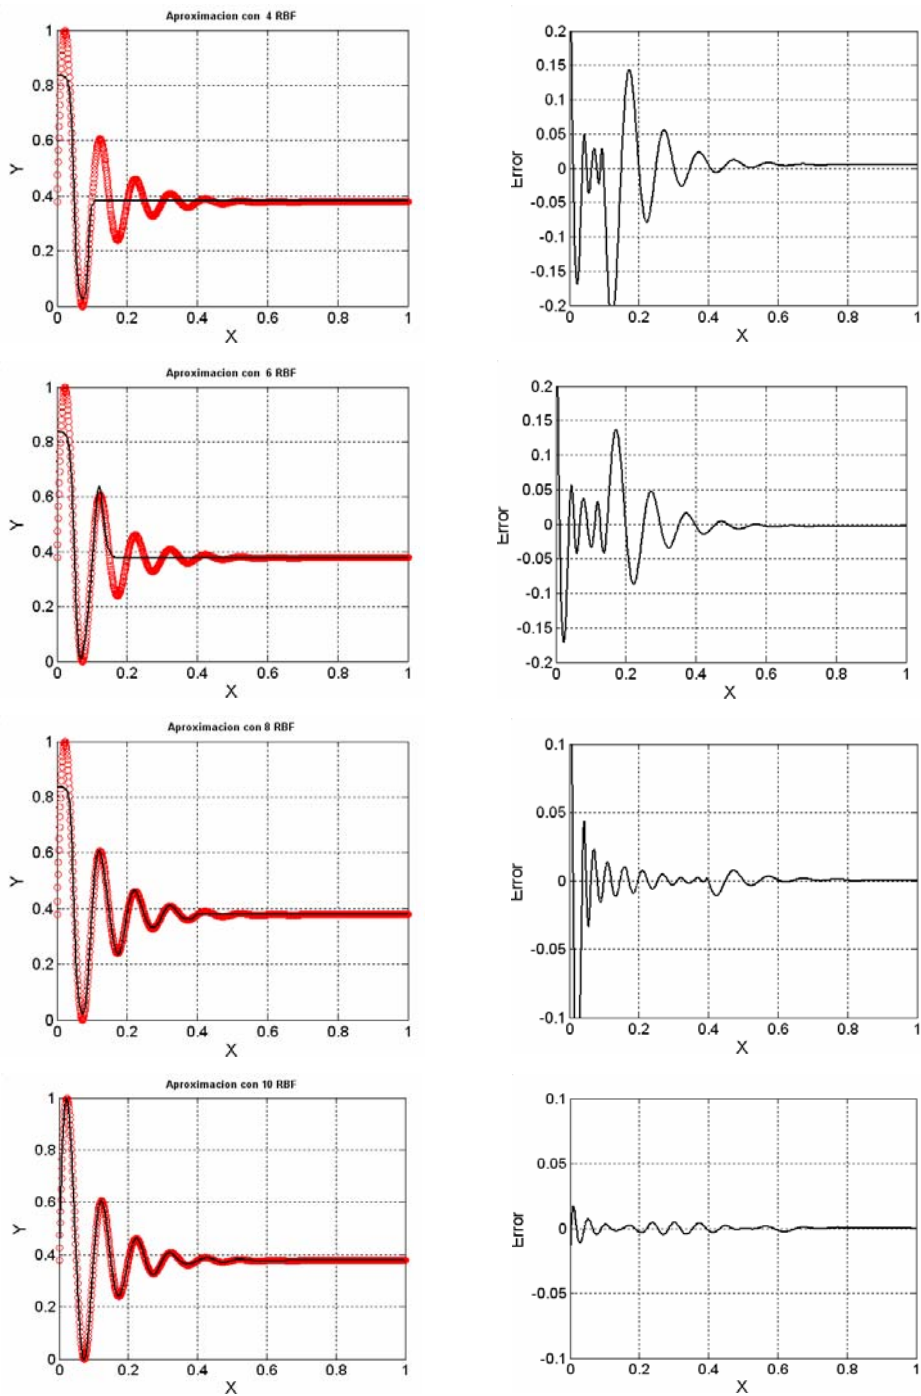 Aproximacion con 4 RBF
1
0.8
0.6
0.4
0.2
0
Y
0 0.2 0.4 0.6 0.8 1
X
0.2
0.15
0.1
0.05
0
-0.05
-0.1
-0.15
-0.2
Error
0 0.2 0.4 0.6 0.8 1
X
Aproximacion con 6 RBF
1
0.8
0.6
0.4
0.2
0
Y
0 0.2 0.4 0.6 0.8 1
X
0.2
0.15
0.1
0.05
0
-0.05
-0.1
-0.15
-0.2
Error
0 0.2 0.4 0.6 0.8 1
X
Aproximacion con 8 RBF
1
0.8
0.6
0.4
0.2
0
Y
0 0.2 0.4 0.6 0.8 1
X
0.1
0.05
0
-0.05
-0.1
Error
0 0.2 0.4 0.6 0.8 1
X
Aproximacion con 10 RBF
1
0.8
0.6
0.4
0.2
0
Y
0 0.2 0.4 0.6 0.8 1
X
0.1
0.05
0
-0.05
-0.1
Error
0 0.2 0.4 0.6 0.8 1
X